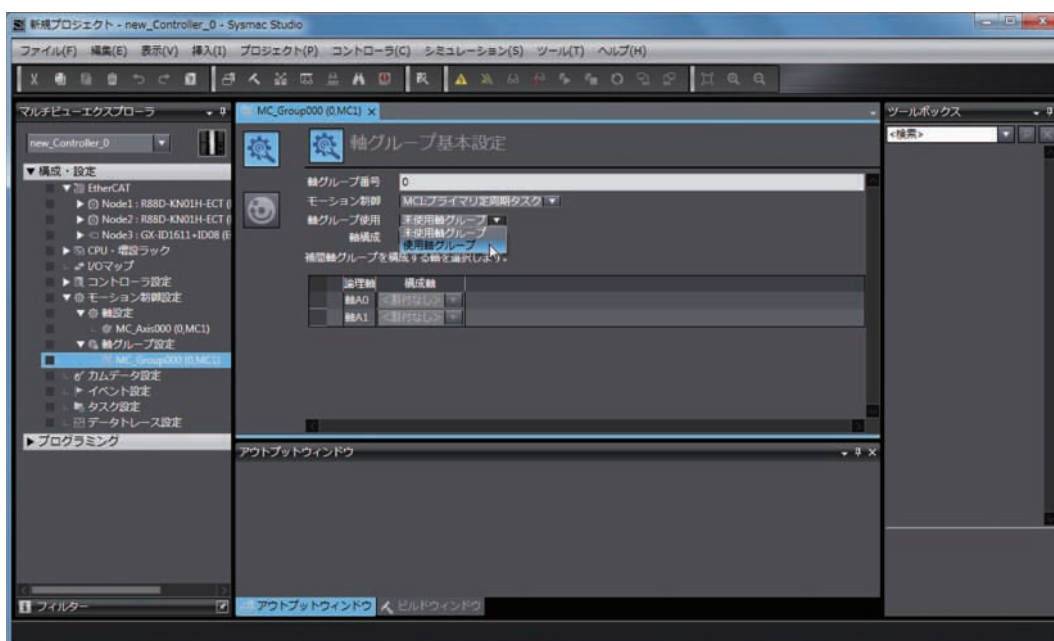 新規プロジェクト - new_Controller_0 - Sysmac Studio
ファイル(F) 編集(E) 表示(V) 挿入(I) プロジェクト(P) コントローラ(C) シミュレーション(S) ツール(T) ヘルプ(H)
マルチビューエクスプローラ
new_Controller_0
▼構成・設定
▼ EtherCAT
▶ Node1 : R88D-KN01H-ECT (
▶ Node2 : R88D-KN01H-ECT (
▶ Node3 : GX-ID1611+ID08 (E
▶ CPU・増設ラック
I/Oマップ
▶ コントローラ設定
▼ モーション制御設定
▼ 軸設定
MC_Axis000 (0,MC1)
▼ 軸グループ設定
MC_Group000 (0,MC1)
カムデータ設定
イベント設定
タスク設定
データトレース設定
▶プログラミング
フィルター
MC_Group000 (0,MC1)
軸グループ基本設定
軸グループ番号 0
モーション制御 MC1:プライマリ定周期タスク
軸グループ使用 未使用軸グループ
未使用軸グループ
使用軸グループ
軸構成
補間軸グループを構成する軸を選択します。
論理軸 構成軸
軸A0 <割付なし>
軸A1 <割付なし>
アウトプットウィンドウ
アウトプットウィンドウ ビルドウィンドウ
ツールボックス
<検索>